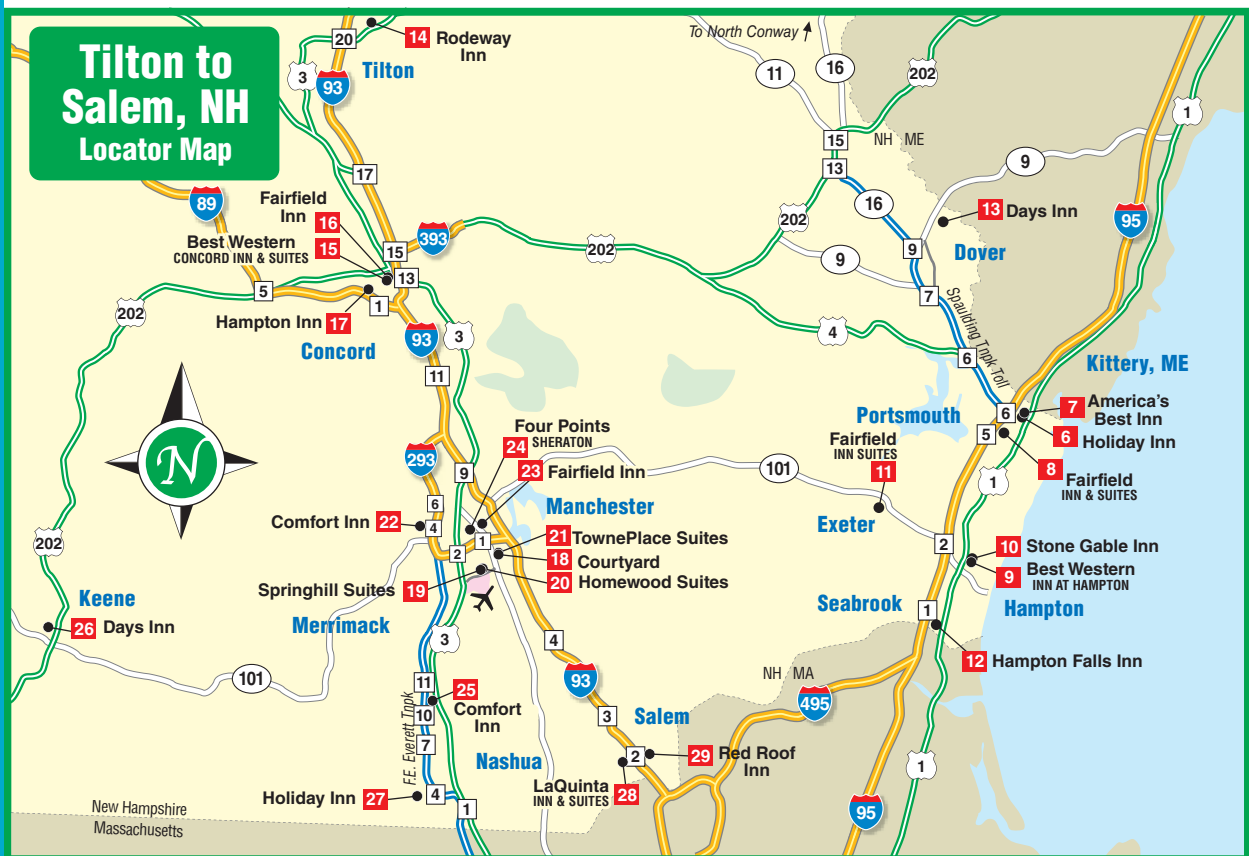 Tilton to
Salem, NH
Locator Map
To North Conway
20
14 Rodeway
Inn
3
93
Tilton
11
16
202
1
15
NH ME
13
17
9
16
89
Fairfield
Inn
16
Best Western
CONCORD INN & SUITES
15
15
393
202
202
13 Days Inn
95
9
9
Dover
13
5
1
7
202
Hampton Inn 17
Concord
93
3
4
Spaulding Tnpk-Toll
6
Kittery, ME
11
Portsmouth
6
5
7 America's
Best Inn
6 Holiday Inn
Four Points
SHERATON
24
Fairfield
INN SUITES
11
293
9
23 Fairfield Inn
101
1
8 Fairfield
INN & SUITES
6
Manchester
Exeter
Comfort Inn 22
4
1
2
21 TownePlace Suites
18 Courtyard
20 Homewood Suites
2
10 Stone Gable Inn
9 Best Western
INN AT HAMPTON
202
Springhill Suites 19
Keene
26 Days Inn
Merrimack
Seabrook
1
Hampton
3
4
12 Hampton Falls Inn
101
11
93
NH MA
495
25
Comfort
Inn
10
F.E. Everett Tnpk
3
Salem
7
Nashua
2
29 Red Roof
Inn
1
LaQuinta
INN & SUITES
28
Holiday Inn 27
4
1
95
New Hampshire
Massachusetts
N